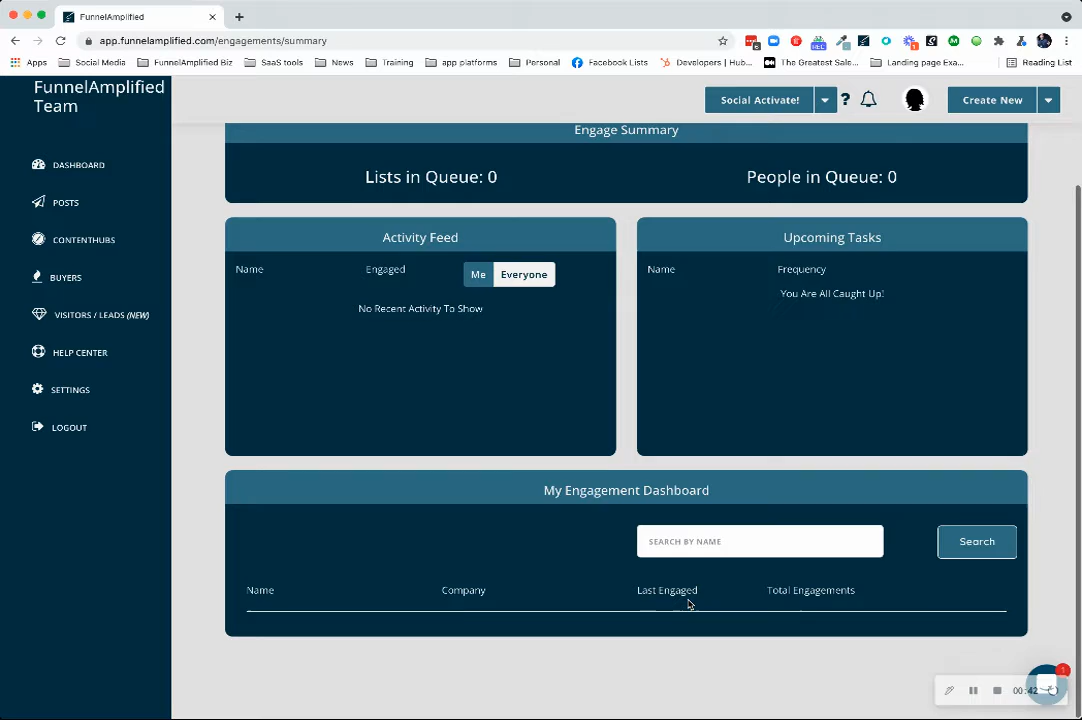 FunnelAmplified
app.funnelamplified.com/engagements/summary
Apps Social Media FunnelAmplified Biz SaaS tools News Training app platforms Personal Facebook Lists Developers | Hub... The Greatest Sale... Landing page Exa... Reading List
FunnelAmplified
Team
Social Activate! ? Create New
DASHBOARD
POSTS
CONTENTHUBS
BUYERS
VISITORS / LEADS (NEW)
HELP CENTER
SETTINGS
LOGOUT
Engage Summary
Lists in Queue: 0 People in Queue: 0
Activity Feed
Name Engaged Me Everyone
No Recent Activity To Show
Upcoming Tasks
Name Frequency
You Are All Caught Up!
My Engagement Dashboard
SEARCH BY NAME Search
Name Company Last Engaged Total Engagements
1
00:42